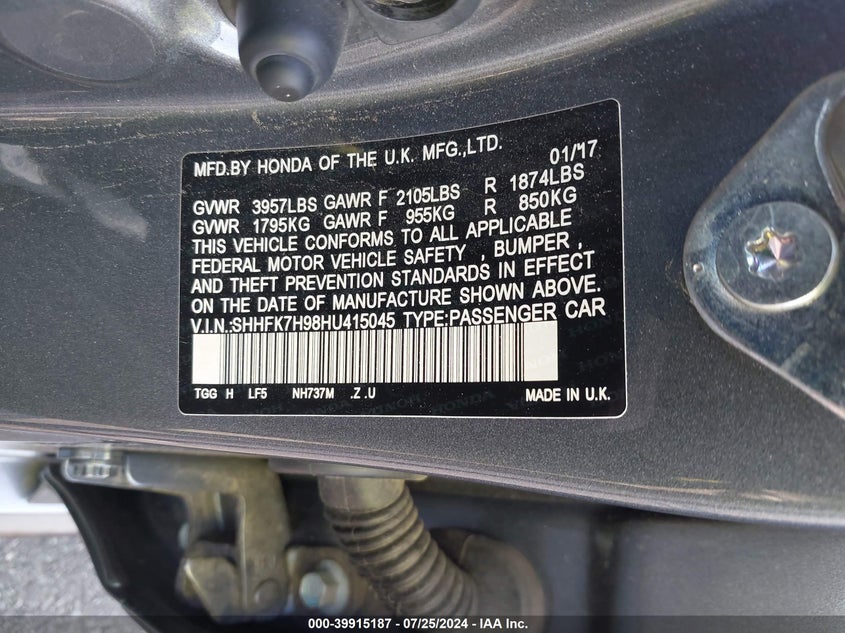 MFD.BY HONDA OF THE U.K. MFG.,LTD. 01/17
GVWR 3957LBS GAWR F 2105LBS R 1874LBS
GVWR 1795KG GAWR F 955KG R 850KG
THIS VEHICLE CONFORMS TO ALL APPLICABLE
FEDERAL MOTOR VEHICLE SAFETY , BUMPER ,
AND THEFT PREVENTION STANDARDS IN EFFECT
ON THE DATE OF MANUFACTURE SHOWN ABOVE.
V.I.N.:SHHFK7H98HU415045 TYPE:PASSENGER CAR
TGG H LF5 NH737M .Z .U MADE IN U.K.
HONDA
000-39915187 - 07/25/2024 - IAA Inc.